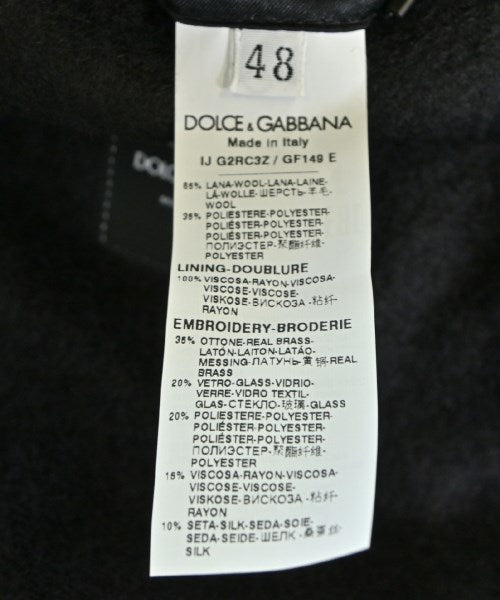 48
DOLCE & GABBANA
Made in Italy
IJ G2RC3Z / GF149 E
65% LANA-WOOL-LANA-LAINE-
LÃ-WOLLE-ШЕРСТЬ-羊毛-
WOOL
35% POLIESTERE-POLYESTER-
POLIÉSTER-POLYESTER-
POLIÉSTER-POLYESTER-
ПОЛИЭСТЕР-聚酯纤维-
POLYESTER
LINING-DOUBLURE
100% VISCOSA-RAYON-VISCOSA-
VISCOSE-VISCOSE-
VISKOSE-ВИСКОЗА-粘纤-
RAYON
EMBROIDERY-BRODERIE
35% OTTONE-REAL BRASS-
LATÓN-LAITON-LATÃO-
MESSING-ЛАТУНЬ-黄铜-REAL
BRASS
20% VETRO-GLASS-VIDRIO-
VERRE-VIDRO TEXTIL-
GLAS-СТЕКЛО-玻璃-GLASS
20% POLIESTERE-POLYESTER-
POLIÉSTER-POLYESTER-
POLIÉSTER-POLYESTER-
ПОЛИЭСТЕР-聚酯纤维-
POLYESTER
15% VISCOSA-RAYON-VISCOSA-
VISCOSE-VISCOSE-
VISKOSE-ВИСКОЗА-粘纤-
RAYON
10% SETA-SILK-SEDA-SOIE-
SEDA-SEIDE-ШЕЛК-桑蚕丝-
SILK